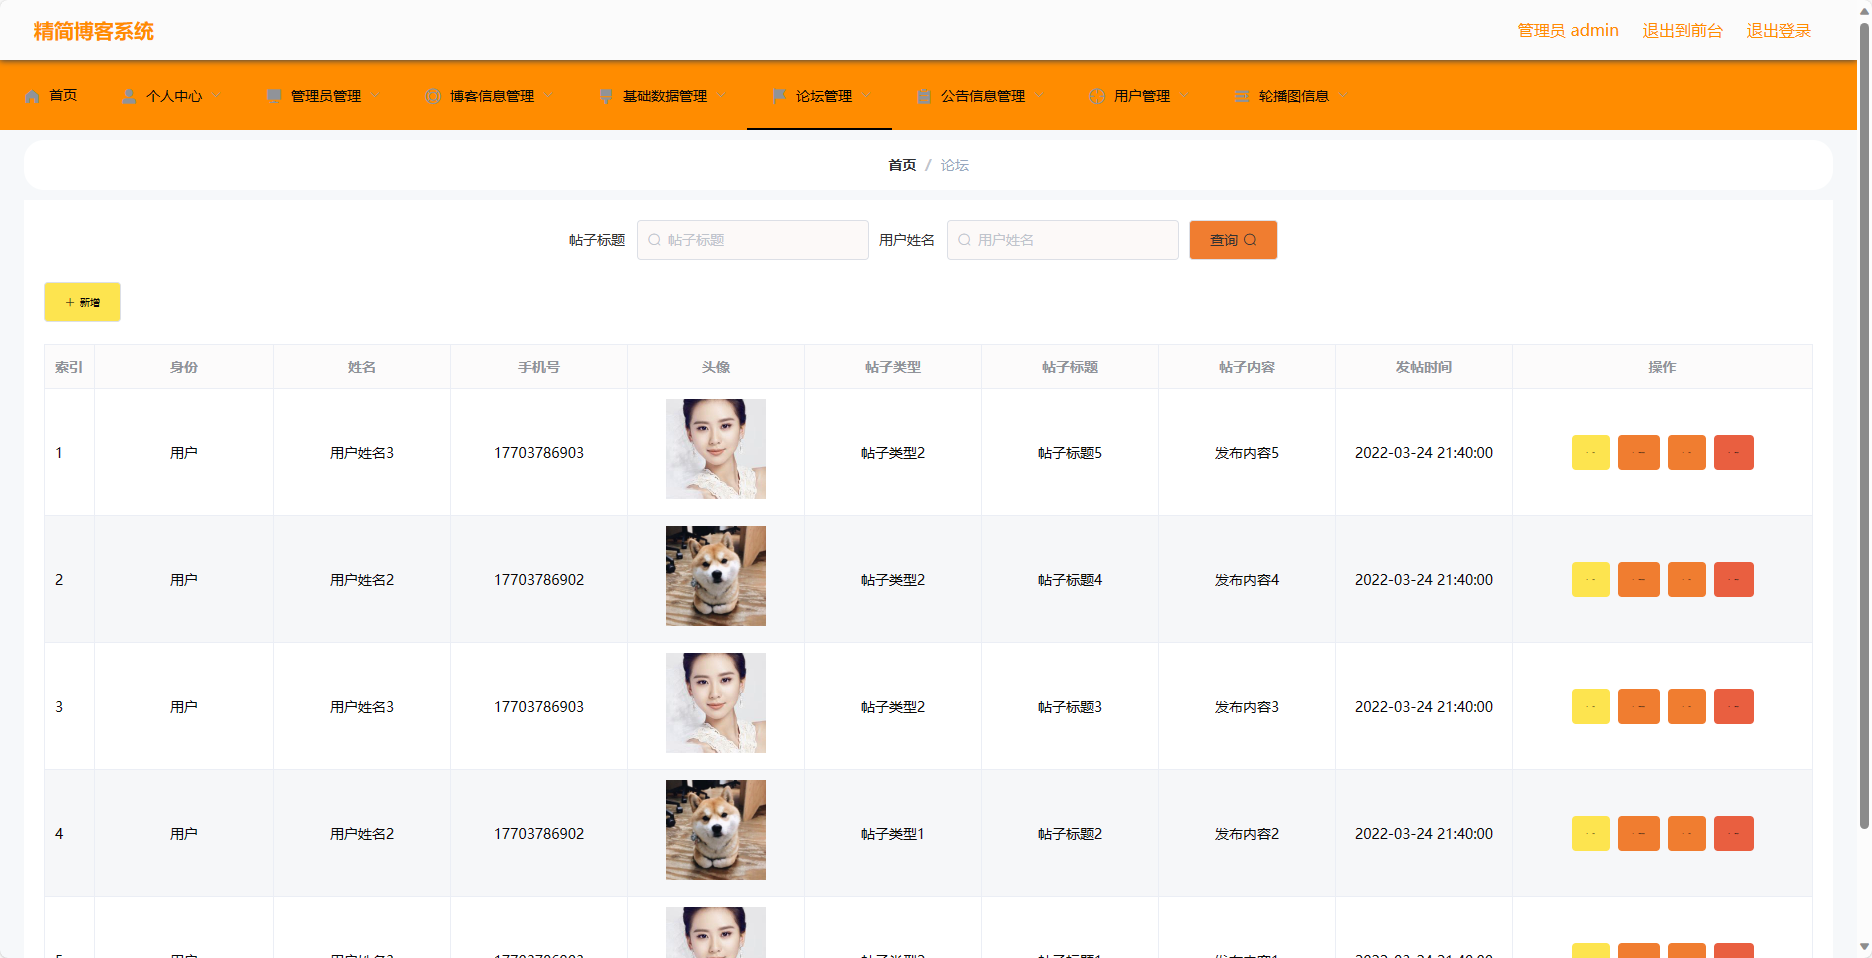 精简博客系统
管理员 admin 退出到前台 退出登录
首页 个人中心 管理员管理 博客信息管理 基础数据管理 论坛管理 公告信息管理 用户管理 轮播图信息
首页 / 论坛
帖子标题 帖子标题 用户姓名 用户姓名 查询
+ 新增
索引 身份 姓名 手机号 头像 帖子类型 帖子标题 帖子内容 发帖时间 操作
1 用户 用户姓名3 17703786903 帖子类型2 帖子标题5 发布内容5 2022-03-24 21:40:00
2 用户 用户姓名2 17703786902 帖子类型2 帖子标题4 发布内容4 2022-03-24 21:40:00
3 用户 用户姓名3 17703786903 帖子类型2 帖子标题3 发布内容3 2022-03-24 21:40:00
4 用户 用户姓名2 17703786902 帖子类型1 帖子标题2 发布内容2 2022-03-24 21:40:00